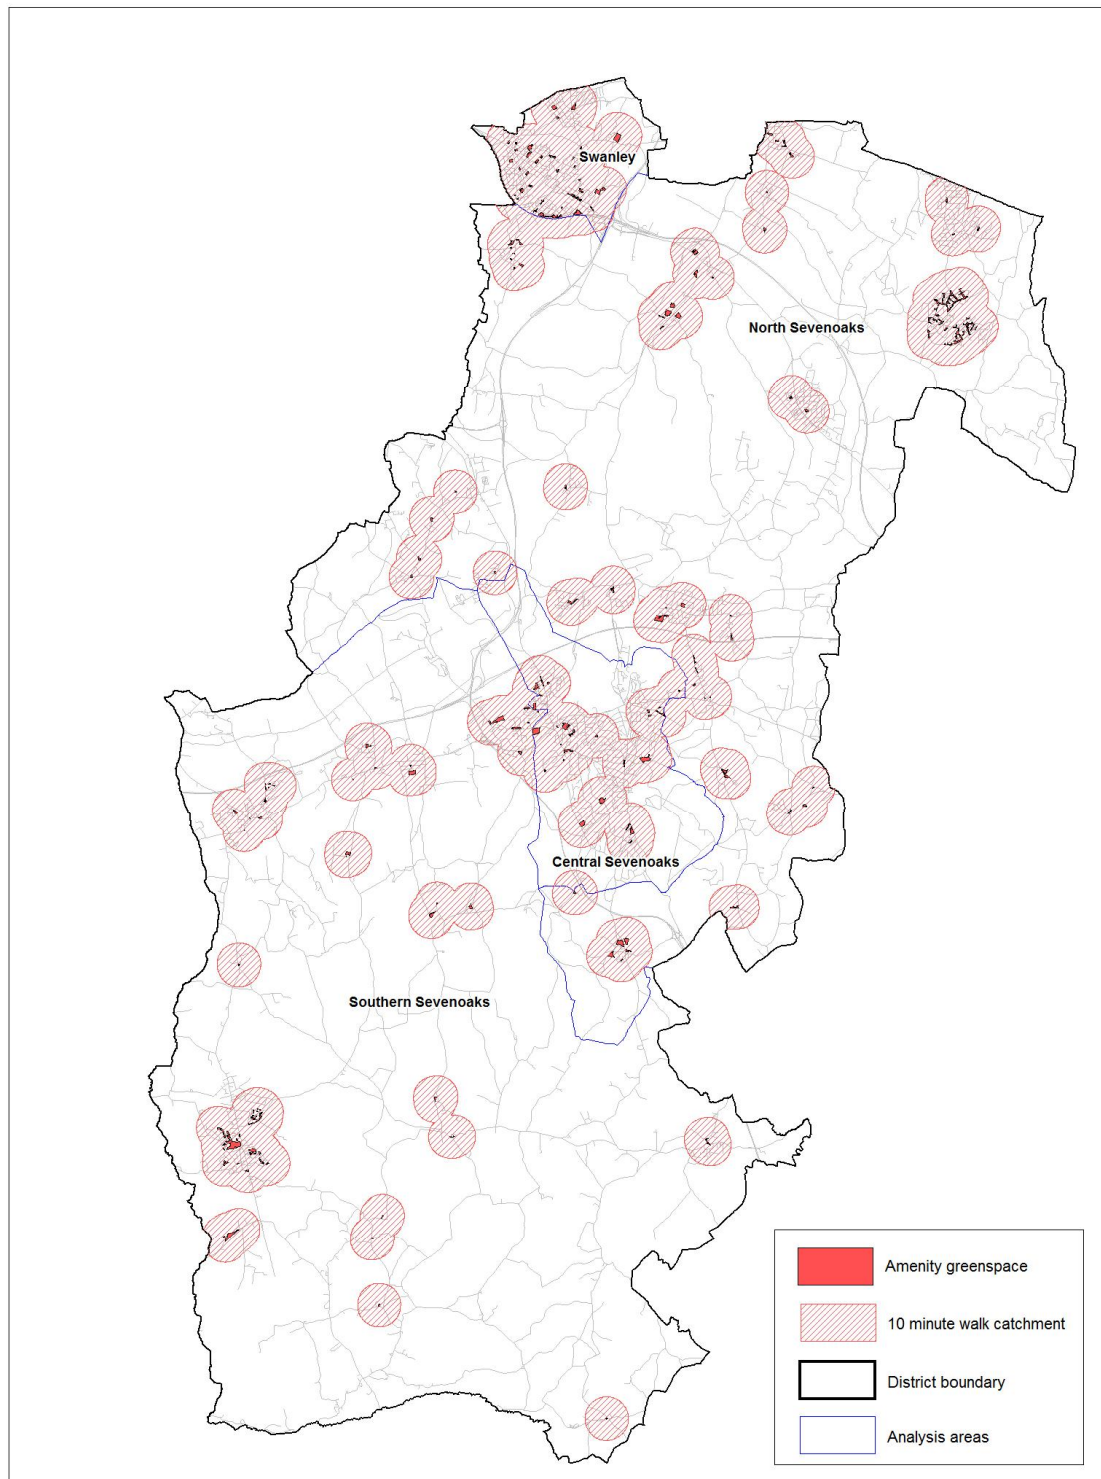 Swanley
North Sevenoaks
Central Sevenoaks
Southern Sevenoaks
Amenity greenspace
10 minute walk catchment
District boundary
Analysis areas